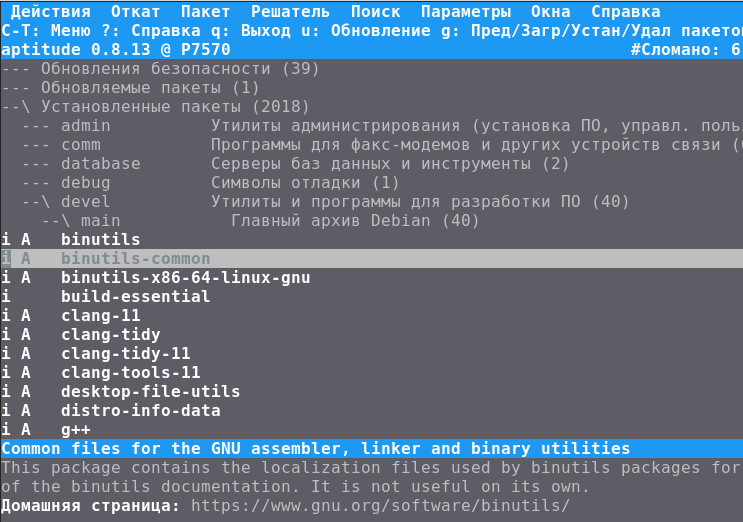 Действия Откат Пакет Решатель Поиск Параметры Окна Справка
C-T: Меню ?: Справка q: Выход u: Обновление g: Пред/Загр/Устан/Удал пакето
aptitude 0.8.13 @ P7570 #Сломано: 6
--- Обновления безопасности (39)
--- Обновляемые пакеты (1)
--\ Установленные пакеты (2018)
--- admin Утилиты администрирования (установка ПО, управл. поль
--- comm Программы для факс-модемов и других устройств связи (
--- database Серверы баз данных и инструменты (2)
--- debug Символы отладки (1)
--\ devel Утилиты и программы для разработки ПО (40)
--\ main Главный архив Debian (40)
i A binutils
i A binutils-common
i A binutils-x86-64-linux-gnu
i build-essential
i A clang-11
i A clang-tidy
i A clang-tidy-11
i A clang-tools-11
i A desktop-file-utils
i A distro-info-data
i A g++
Common files for the GNU assembler, linker and binary utilities
This package contains the localization files used by binutils packages for
of the binutils documentation. It is not useful on its own.
Домашняя страница: https://www.gnu.org/software/binutils/